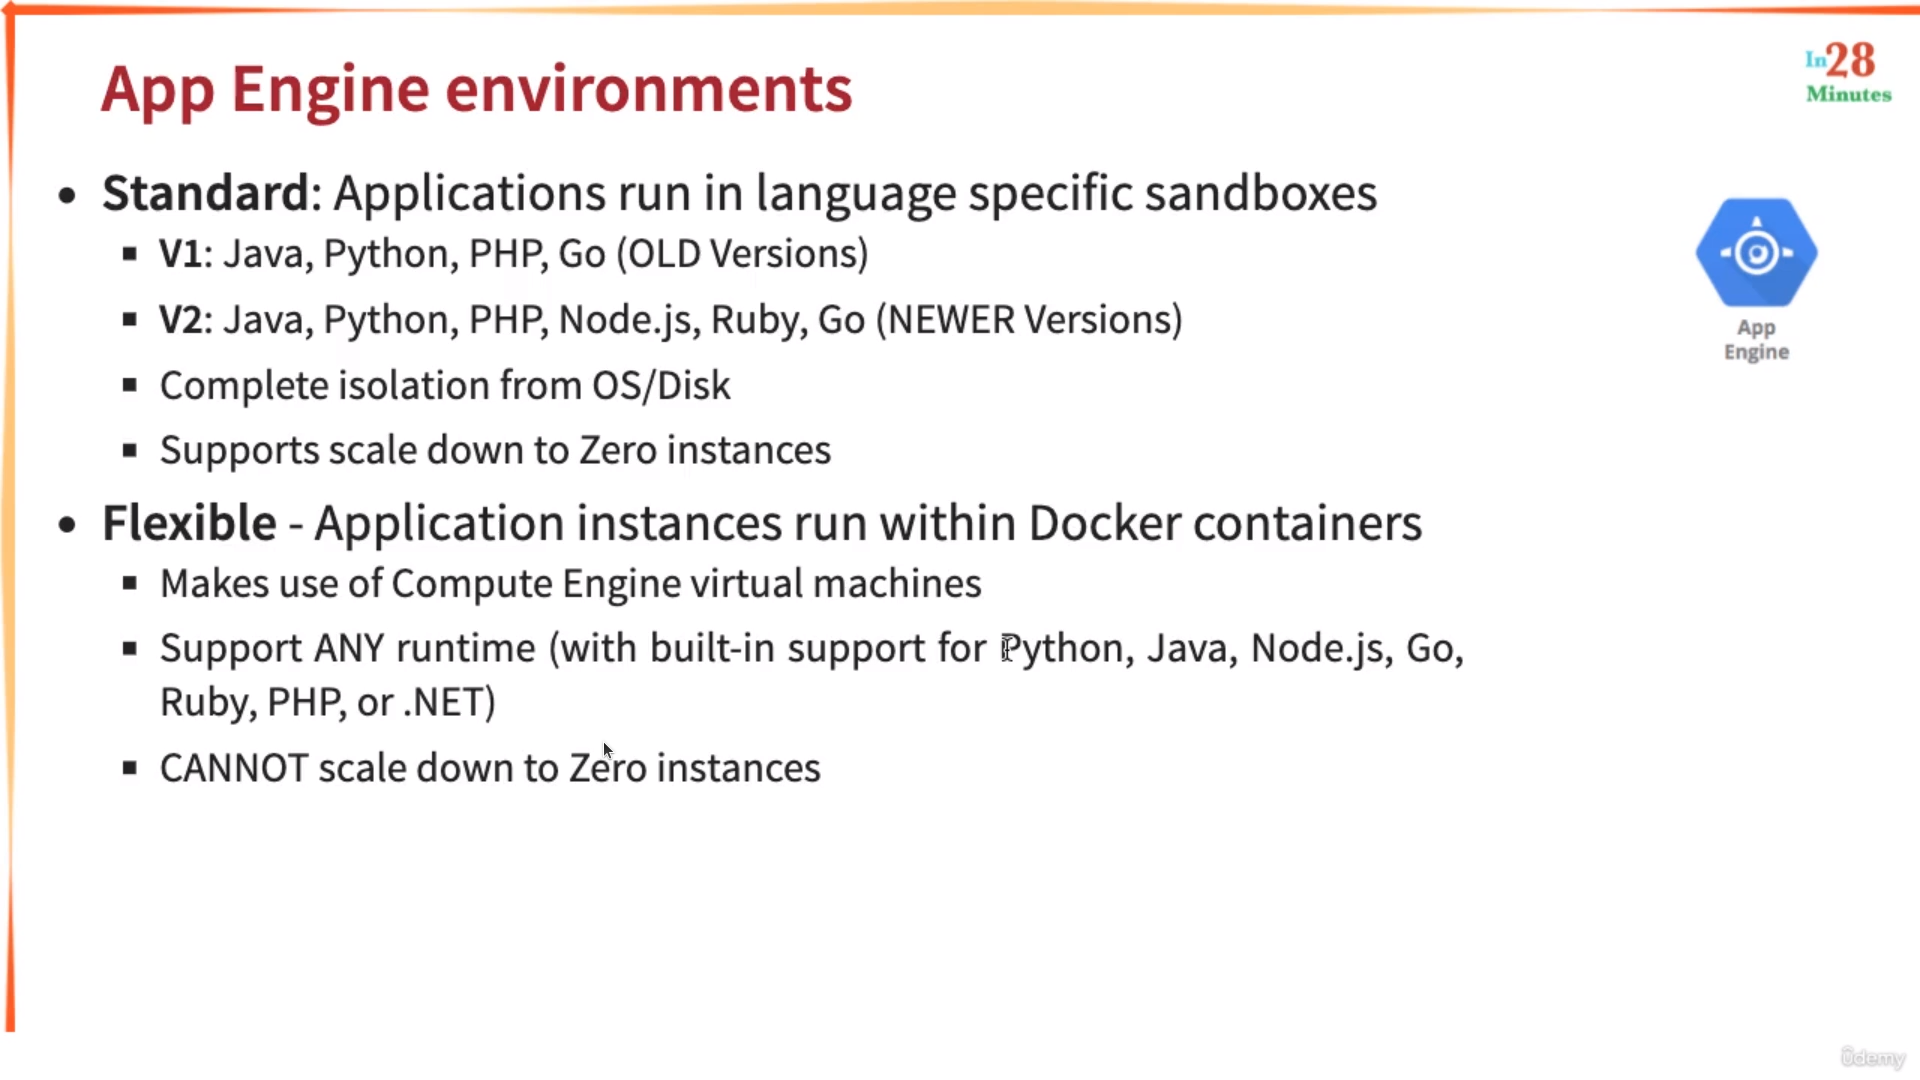 App Engine environments
In28
Minutes
• Standard: Applications run in language specific sandboxes
▪ V1: Java, Python, PHP, Go (OLD Versions)
▪ V2: Java, Python, PHP, Node.js, Ruby, Go (NEWER Versions)
▪ Complete isolation from OS/Disk
▪ Supports scale down to Zero instances
App
Engine
• Flexible - Application instances run within Docker containers
▪ Makes use of Compute Engine virtual machines
▪ Support ANY runtime (with built-in support for Python, Java, Node.js, Go,
Ruby, PHP, or .NET)
▪ CANNOT scale down to Zero instances
ûdemy